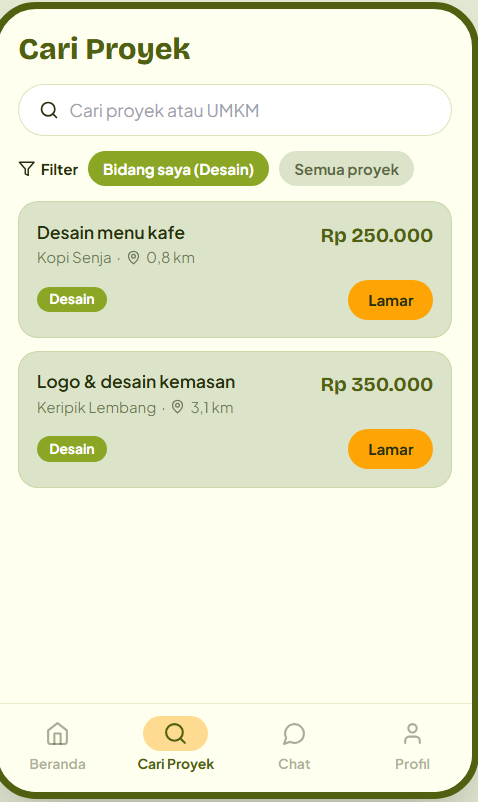 Cari Proyek
Cari proyek atau UMKM
Filter Bidang saya (Desain) Semua proyek
Desain menu kafe Rp 250.000
Kopi Senja · 0,8 km
Desain Lamar
Logo & desain kemasan Rp 350.000
Keripik Lembang · 3,1 km
Desain Lamar
Beranda Cari Proyek Chat Profil